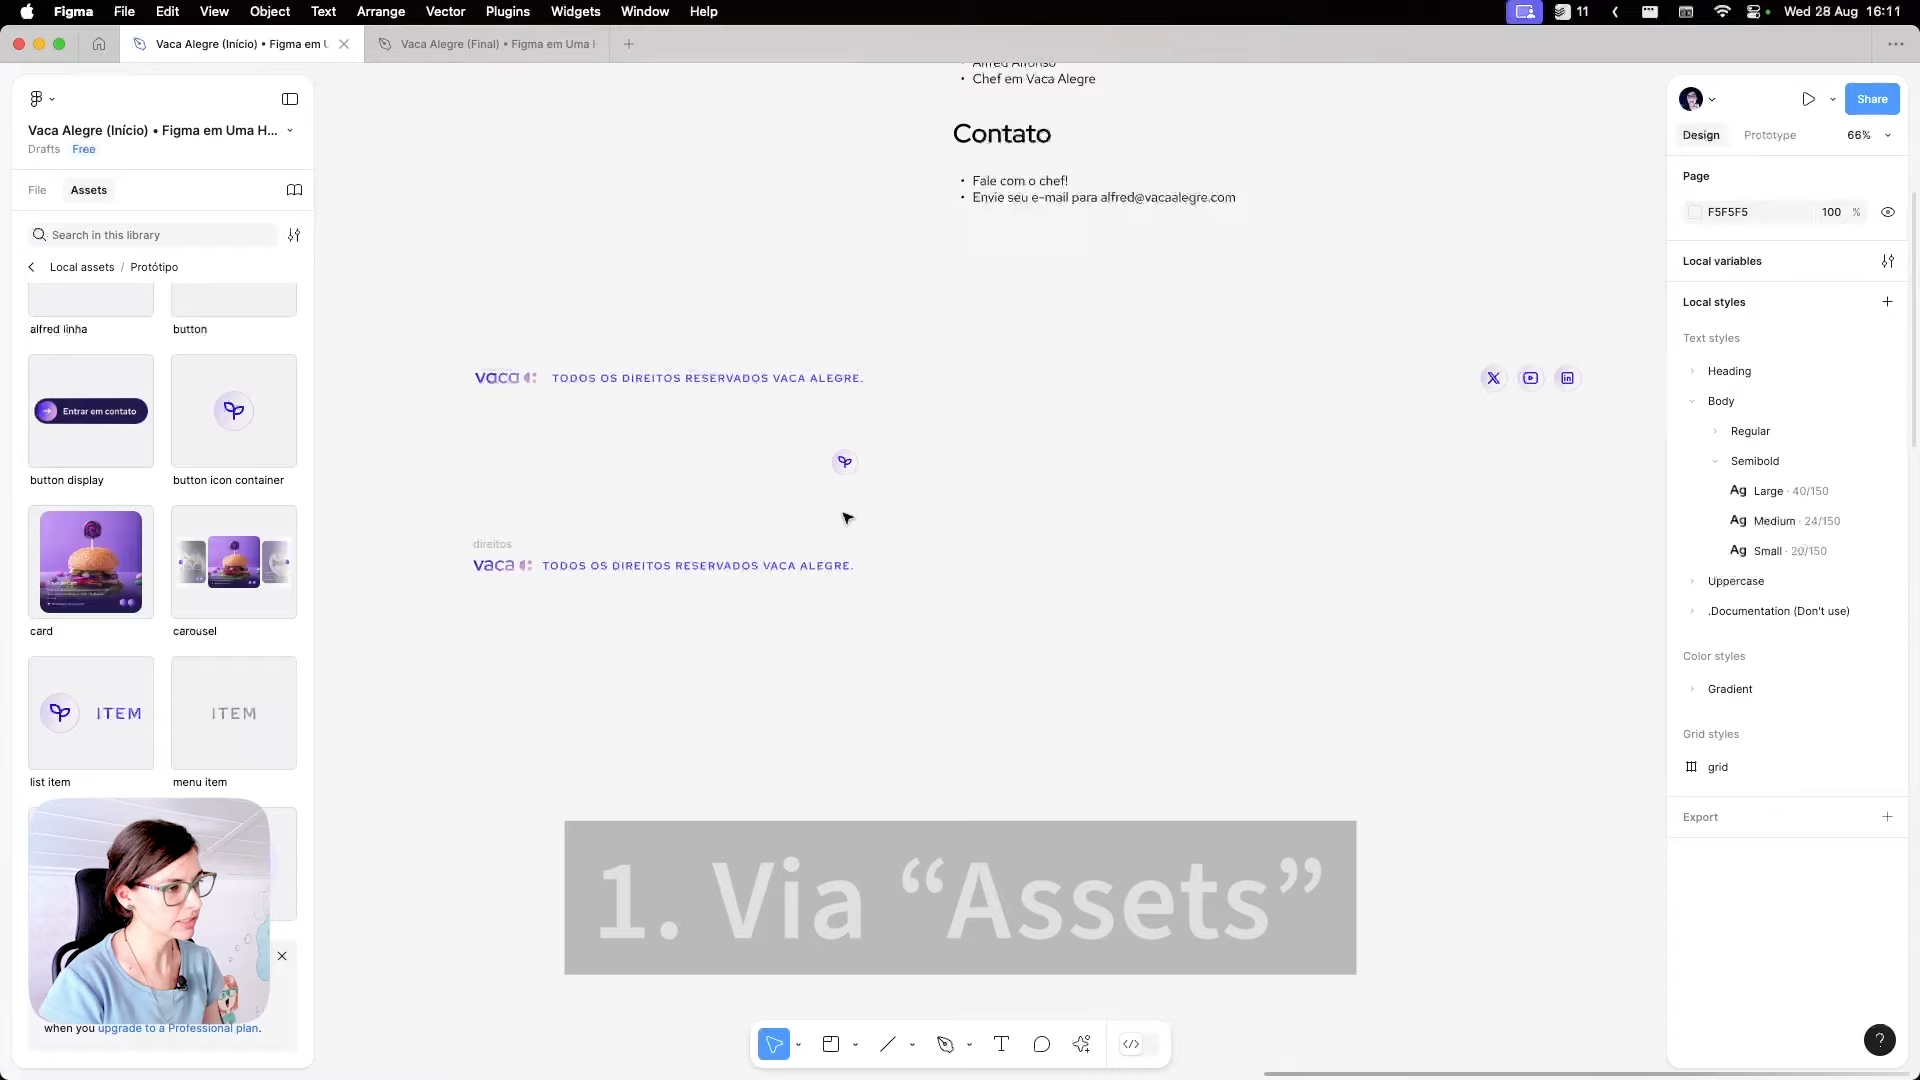 Figma File Edit View Object Text Arrange Vector Plugins Widgets Window Help 11 Wed 28 Aug 16:11
Vaca Alegre (Início) • Figma em U
Vaca Alegre (Final) • Figma em Uma H
Vaca Alegre (Início) • Figma em Uma H...
Drafts Free
File Assets
Search in this library
Local assets / Protótipo
alfred linha
button
Entrar em contato
button display
button icon container
card
carousel
ITEM
ITEM
list item
menu item
when you upgrade to a Professional plan.
• Alfred Alfonso
• Chef em Vaca Alegre
Contato
• Fale com o chef!
• Envie seu e-mail para alfred@vacaalegre.com
vaca TODOS OS DIREITOS RESERVADOS VACA ALEGRE.
direitos
vaca TODOS OS DIREITOS RESERVADOS VACA ALEGRE.
1. Via “Assets”
Share
Design Prototype 66%
Page
F5F5F5 100 %
Local variables
Local styles
Text styles
Heading
Body
Regular
Semibold
Ag Large · 40/150
Ag Medium · 24/150
Ag Small · 20/150
Uppercase
.Documentation (Don't use)
Color styles
Gradient
Grid styles
grid
Export
?